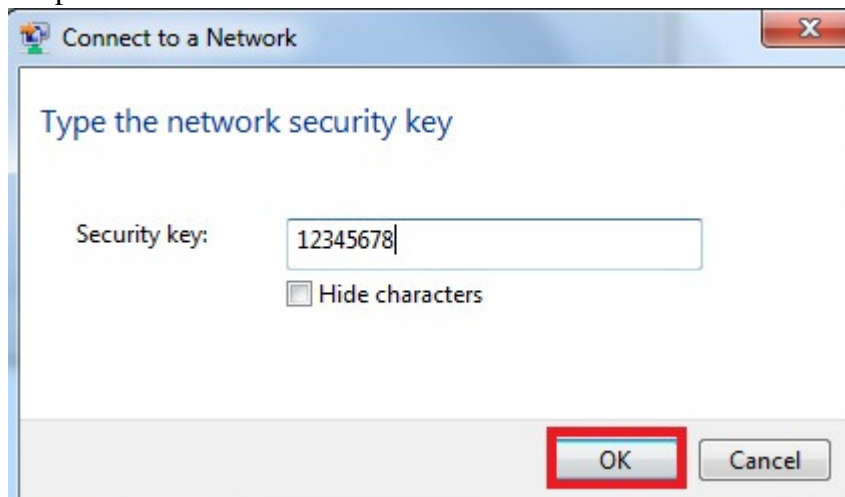 Connect to a Network
Type the network security key
Security key: 12345678
Hide characters
OK Cancel